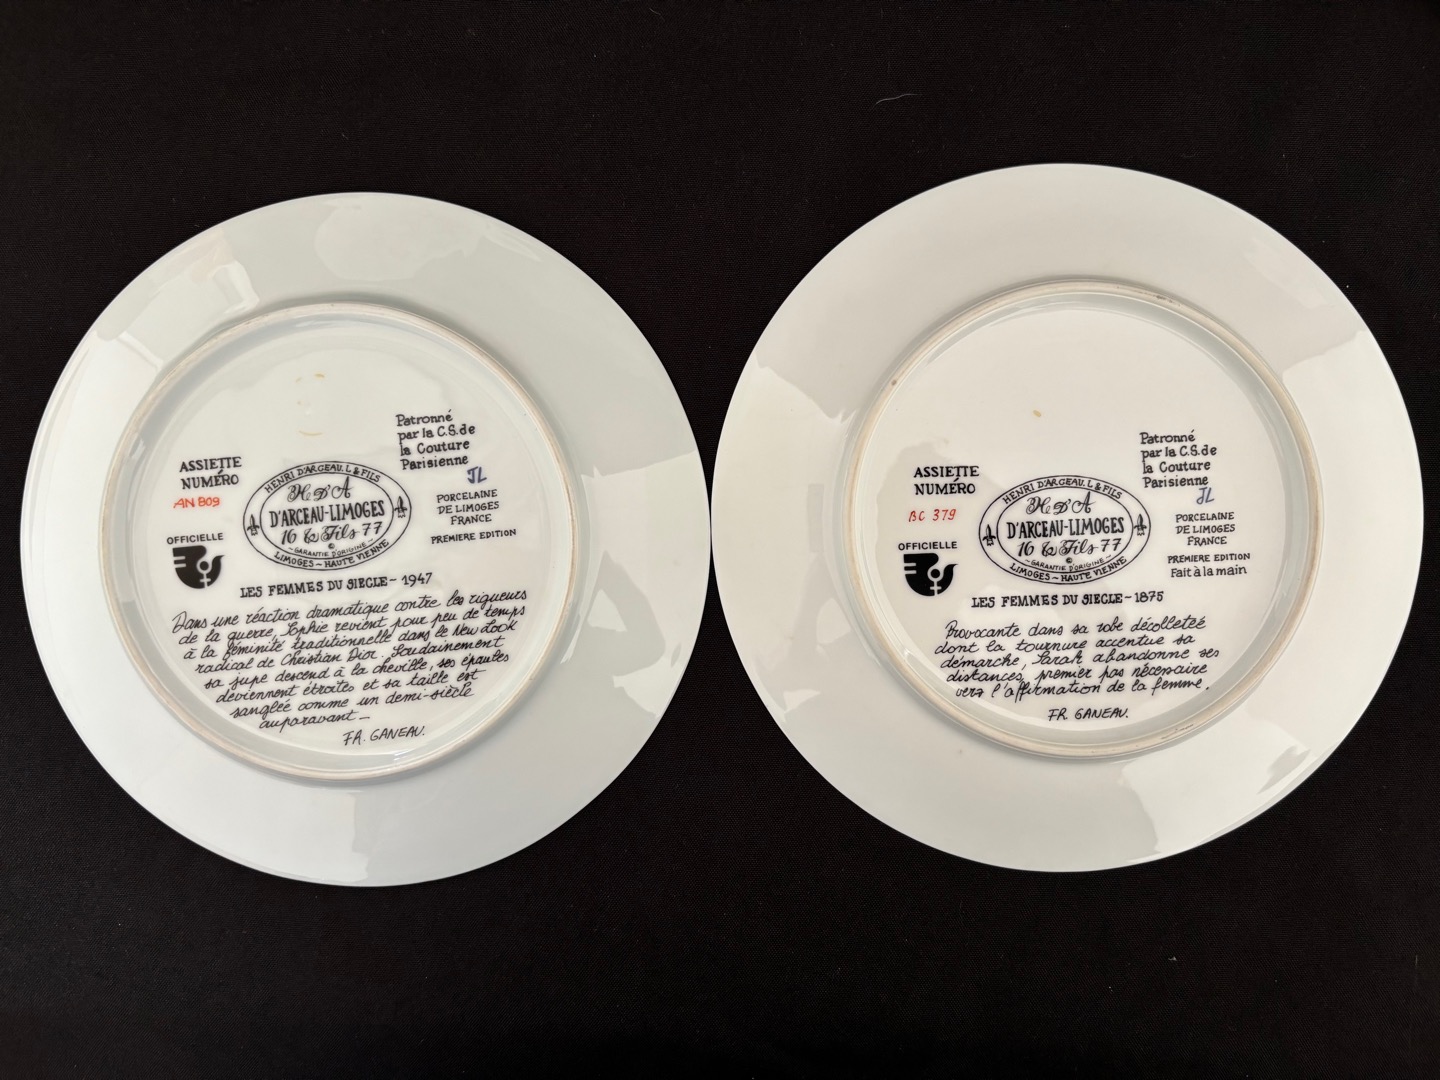 Patronné
par la C.S.de
la Couture
Parisienne
JL
ASSIETTE
NUMÉRO
AN 809
OFFICIELLE
HENRI D'ARCEAU. L & FILS
H D'A
D'ARCEAU-LIMOGES
16 & Fils 77
©
~GARANTIE D'ORIGINE~
LIMOGES ~ HAUTE VIENNE
PORCELAINE
DE LIMOGES
FRANCE
PREMIERE EDITION
LES FEMMES DU SIECLE - 1947
Dans une réaction dramatique contre les rigueurs
de la guerre, Sophie revient pour peu de temps
à la féminité traditionnelle dans le New Look
radical de Christian Dior. Soudainement
sa jupe descend à la cheville, ses épaules
deviennent étroites et sa taille est
sanglée comme un demi-siècle
auparavant _
FR. GANEAU.
Patronné
par la C.S.de
la Couture
Parisienne
JL
ASSIETTE
NUMÉRO
BC 379
OFFICIELLE
HENRI D'ARCEAU. L & FILS
H D'A
D'ARCEAU-LIMOGES
16 & Fils 77
©
~GARANTIE D'ORIGINE~
LIMOGES ~ HAUTE VIENNE
PORCELAINE
DE LIMOGES
FRANCE
PREMIERE EDITION
Fait à la main
LES FEMMES DU SIECLE - 1875
Provocante dans sa robe décolletée
dont la tournure accentue sa
démarche, Sarah abandonne ses
distances, premier pas nécessaire
vers l'affirmation de la femme.
FR. GANEAU.